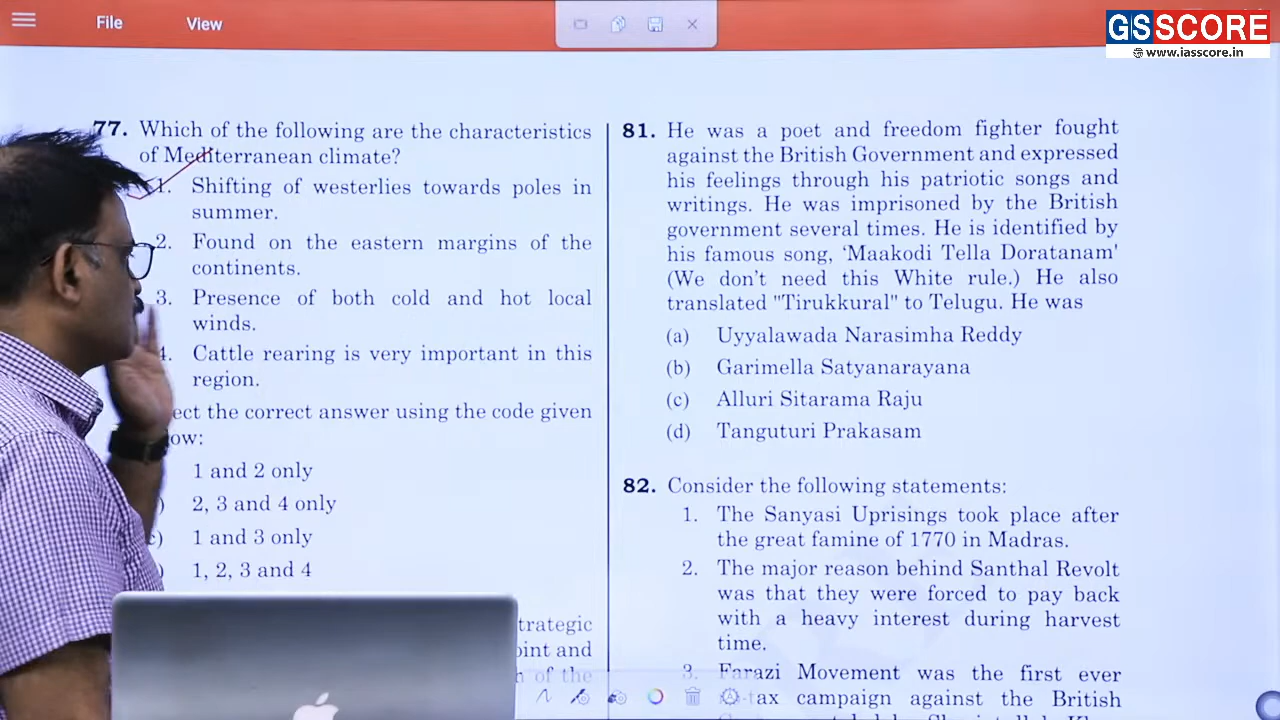 File View
GSSCORE
www.iasscore.in
77. Which of the following are the characteristics
of Mediterranean climate?
1. Shifting of westerlies towards poles in
summer.
2. Found on the eastern margins of the
continents.
3. Presence of both cold and hot local
winds.
4. Cattle rearing is very important in this
region.
ect the correct answer using the code given
ow:
1 and 2 only
) 2, 3 and 4 only
c) 1 and 3 only
) 1, 2, 3 and 4
trategic
oint and
of the
81. He was a poet and freedom fighter fought
against the British Government and expressed
his feelings through his patriotic songs and
writings. He was imprisoned by the British
government several times. He is identified by
his famous song, ‘Maakodi Tella Doratanam'
(We don't need this White rule.) He also
translated "Tirukkural" to Telugu. He was
(a) Uyyalawada Narasimha Reddy
(b) Garimella Satyanarayana
(c) Alluri Sitarama Raju
(d) Tanguturi Prakasam
82. Consider the following statements:
1. The Sanyasi Uprisings took place after
the great famine of 1770 in Madras.
2. The major reason behind Santhal Revolt
was that they were forced to pay back
with a heavy interest during harvest
time.
3. Farazi Movement was the first ever
-tax campaign against the British